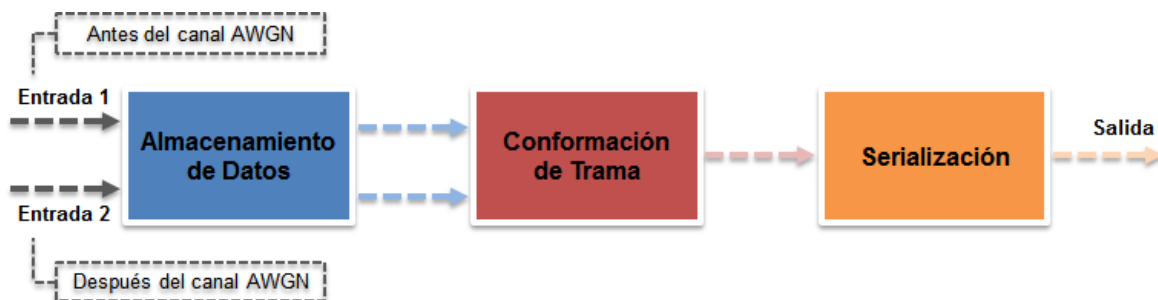 Antes del canal AWGN
Entrada 1
Almacenamiento
de Datos
Conformación
de Trama
Serialización
Salida
Entrada 2
Después del canal AWGN